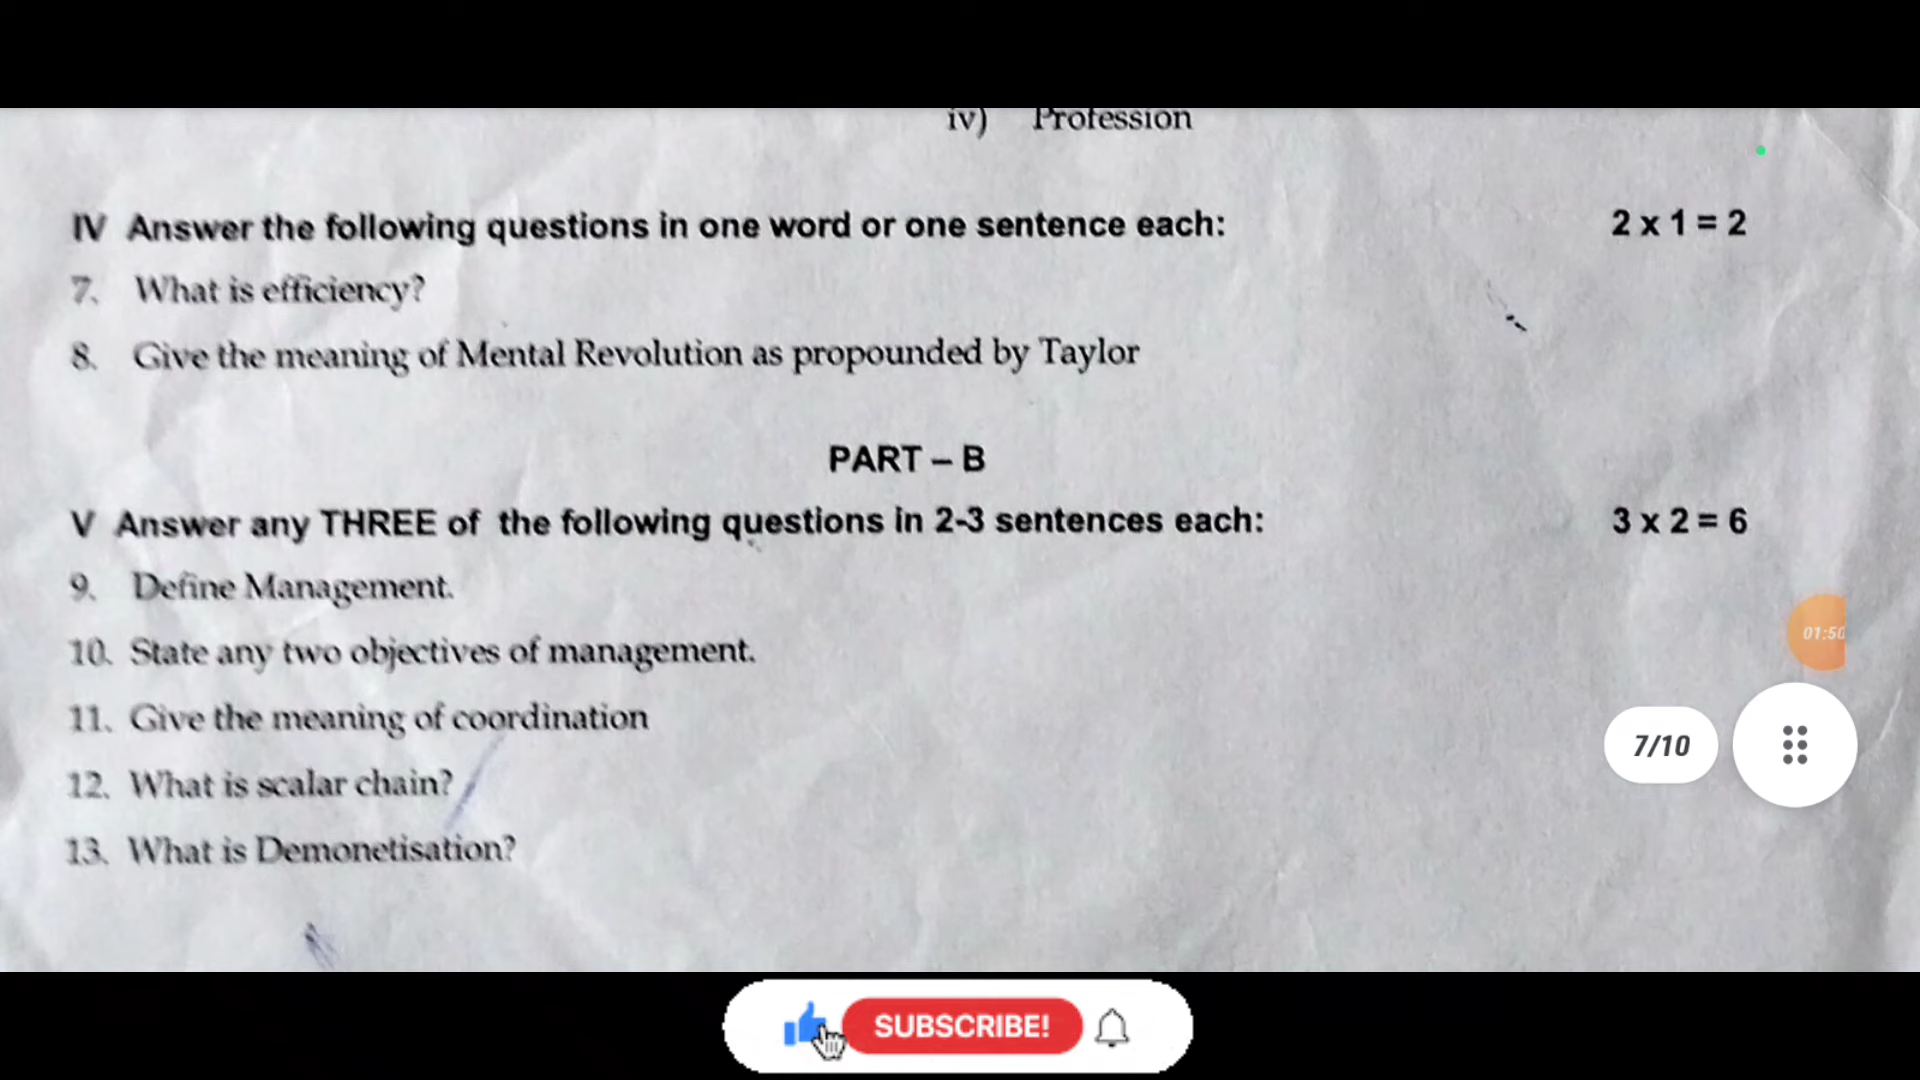 iv) Profession
IV Answer the following questions in one word or one sentence each: 2 x 1 = 2
7. What is efficiency?
8. Give the meaning of Mental Revolution as propounded by Taylor
PART – B
V Answer any THREE of the following questions in 2-3 sentences each: 3 x 2 = 6
9. Define Management.
10. State any two objectives of management.
11. Give the meaning of coordination
12. What is scalar chain?
13. What is Demonetisation?
01:50
7/10
SUBSCRIBE!